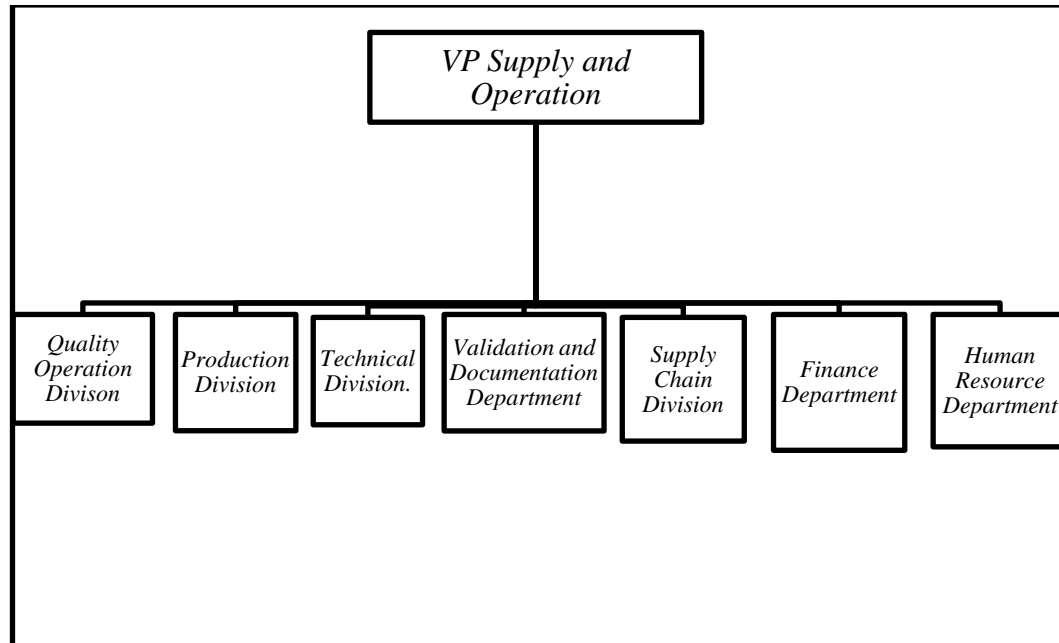 VP Supply and
Operation
Quality
Operation
Divison
Production
Division
Technical
Division.
Validation and
Documentation
Department
Supply
Chain
Division
Finance
Department
Human
Resource
Department